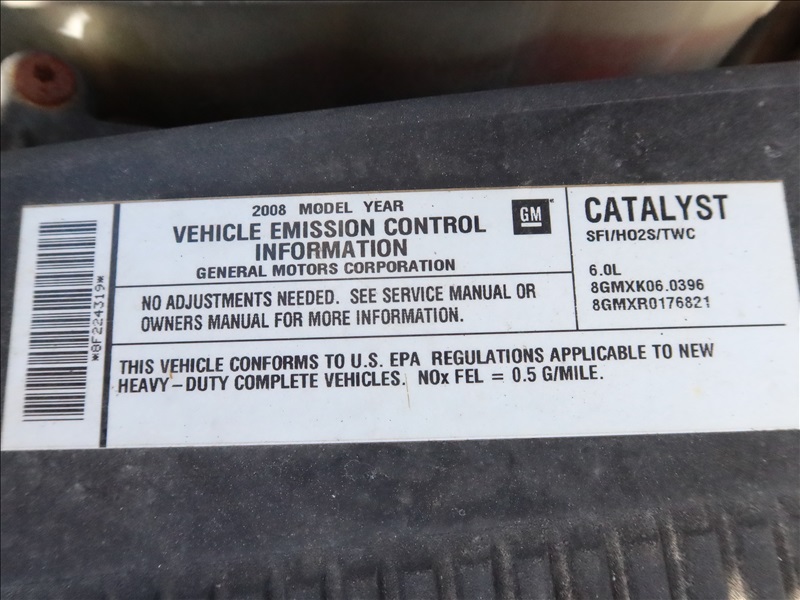 *8F224319*
2008 MODEL YEAR
VEHICLE EMISSION CONTROL
INFORMATION
GENERAL MOTORS CORPORATION
GM
NO ADJUSTMENTS NEEDED. SEE SERVICE MANUAL OR
OWNERS MANUAL FOR MORE INFORMATION.
CATALYST
SFI/HO2S/TWC
6.0L
8GMXK06.0396
8GMXR0176821
THIS VEHICLE CONFORMS TO U.S. EPA REGULATIONS APPLICABLE TO NEW
HEAVY-DUTY COMPLETE VEHICLES. NOx FEL = 0.5 G/MILE.